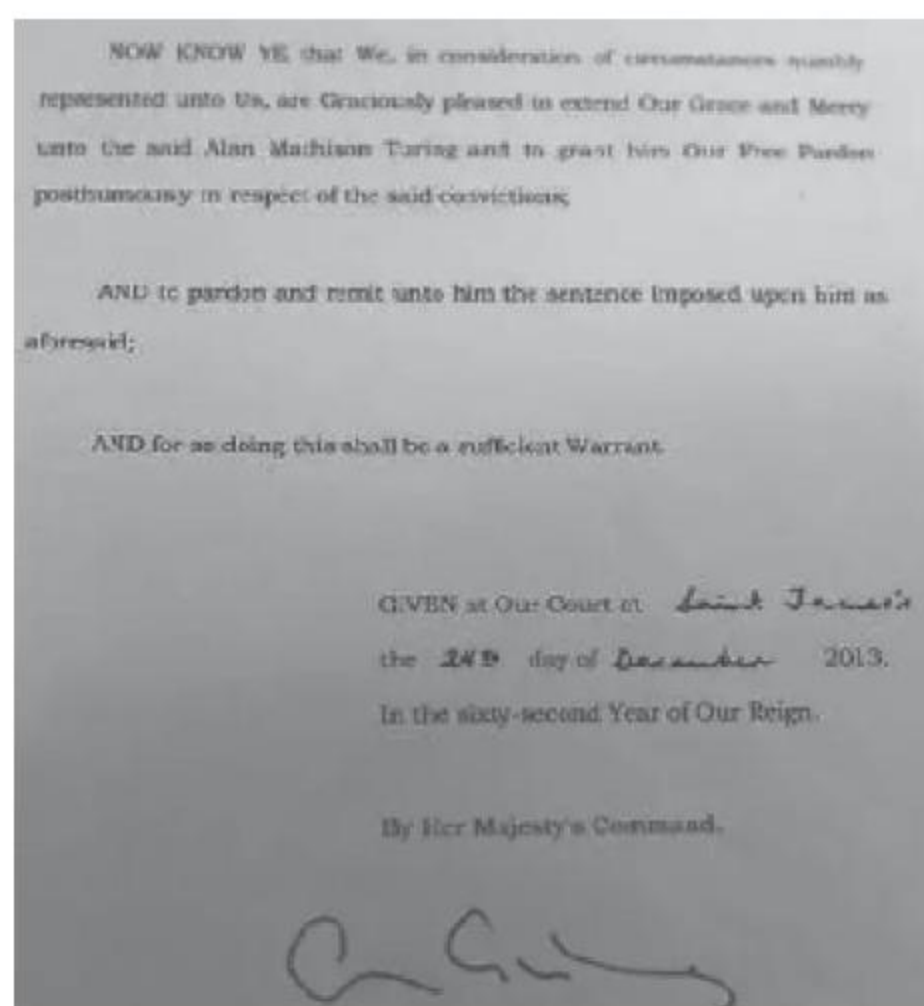 NOW KNOW YE that We, in consideration of circumstances humbly
represented unto Us, are Graciously pleased to extend Our Grace and Mercy
unto the said Alan Mathison Turing and to grant him Our Free Pardon
posthumously in respect of the said convictions;
AND to pardon and remit unto him the sentence imposed upon him as
aforesaid;
AND for so doing this shall be a sufficient Warrant.
GIVEN at Our Court at Saint James's
the day of December 2013.
In the sixty-second Year of Our Reign.
By Her Majesty's Command.